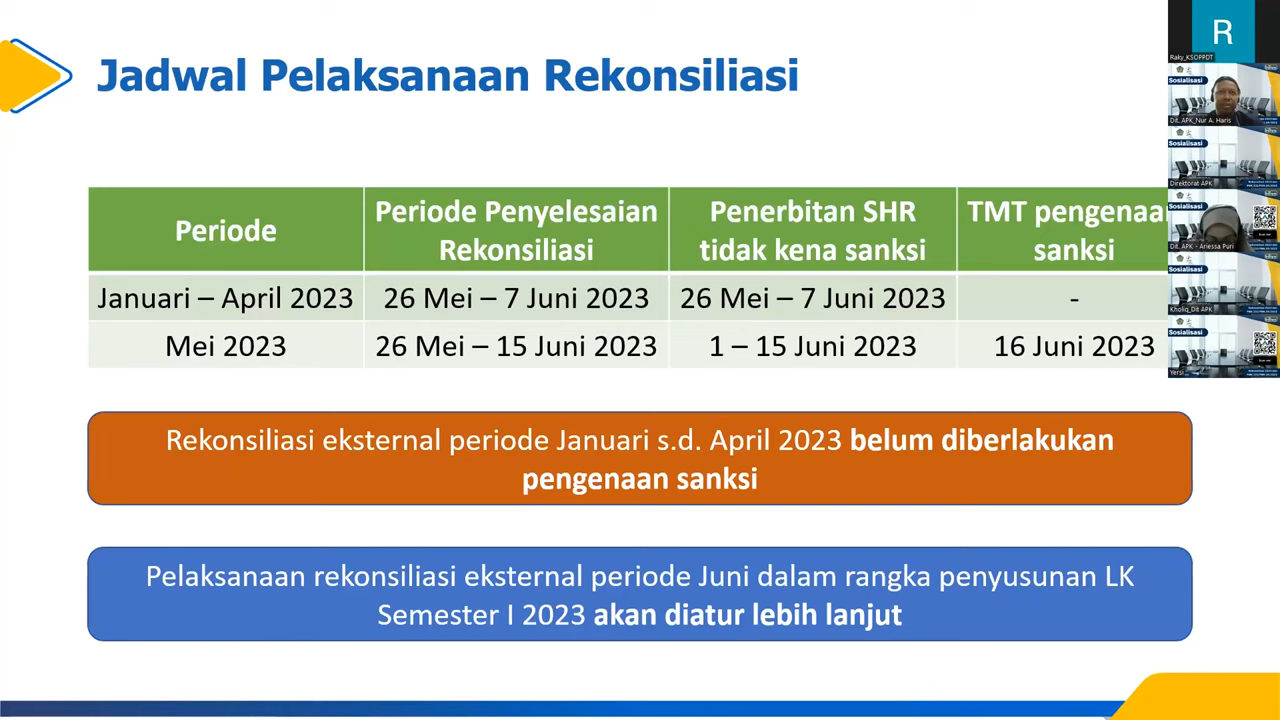 Jadwal Pelaksanaan Rekonsiliasi
Periode
Periode Penyelesaian
Rekonsiliasi
Penerbitan SHR
tidak kena sanksi
TMT pengenaan
sanksi
Januari – April 2023
26 Mei – 7 Juni 2023
26 Mei – 7 Juni 2023
-
Mei 2023
26 Mei – 15 Juni 2023
1 – 15 Juni 2023
16 Juni 2023
Rekonsiliasi eksternal periode Januari s.d. April 2023 belum diberlakukan
pengenaan sanksi
Pelaksanaan rekonsiliasi eksternal periode Juni dalam rangka penyusunan LK
Semester I 2023 akan diatur lebih lanjut
R
Raky_KSOPPDT
Sosialisasi
Dit. APK_Nur A. Haris
Sosialisasi
Direktorat APK
Sosialisasi
Dit. APK - Ariessa Puri
Sosialisasi
Kholiq_Dit APK
Sosialisasi
Yersi